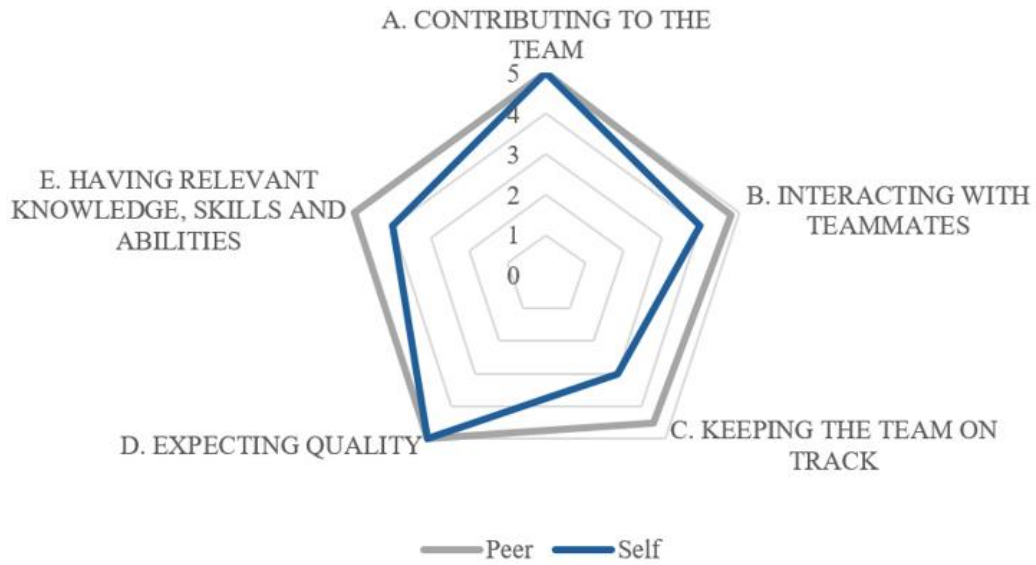 A. CONTRIBUTING TO THE
TEAM
5
4
3
2
1
0
E. HAVING RELEVANT
KNOWLEDGE, SKILLS AND
ABILITIES
B. INTERACTING WITH
TEAMMATES
D. EXPECTING QUALITY
C. KEEPING THE TEAM ON
TRACK
Peer Self